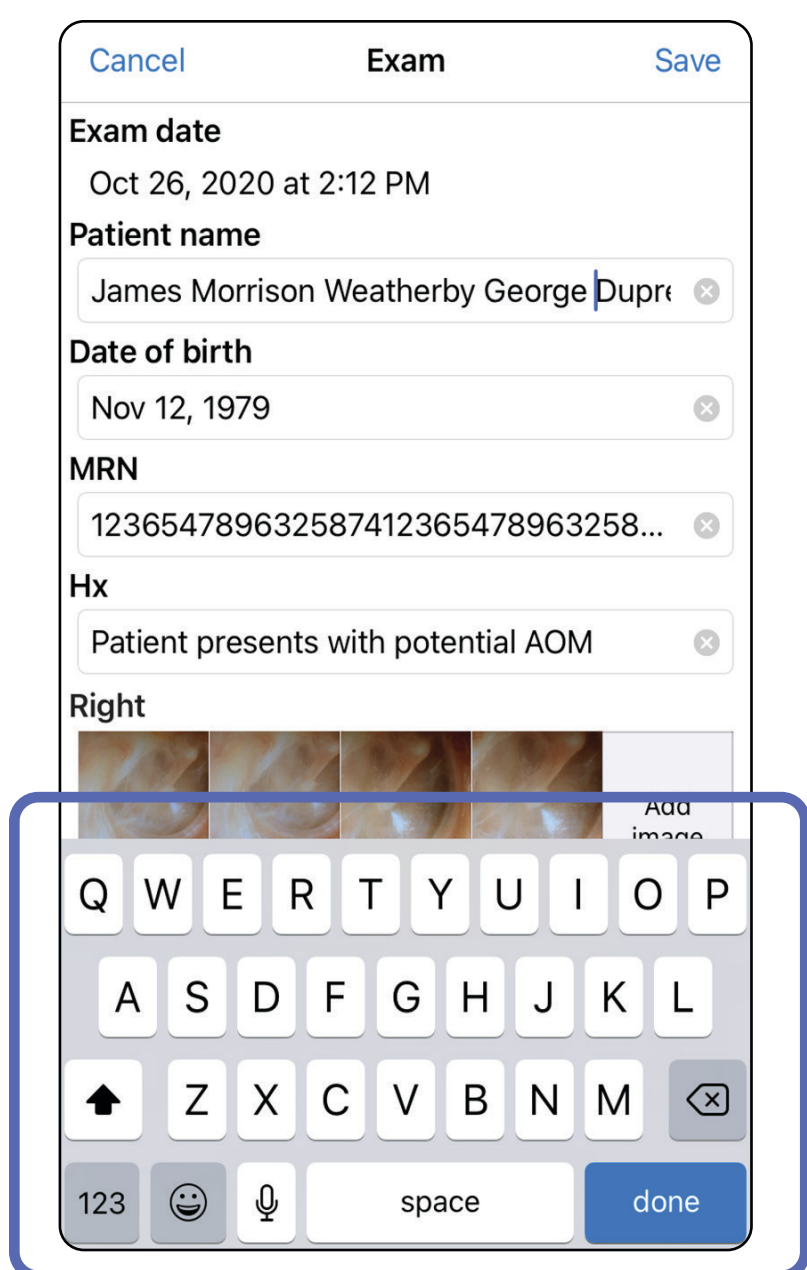 Cancel Exam Save
Exam date
Oct 26, 2020 at 2:12 PM
Patient name
James Morrison Weatherby George Dupre
Date of birth
Nov 12, 1979
MRN
12365478963258741236547896​3258...
Hx
Patient presents with potential AOM
Right
Add
image
Q W E R T Y U I O P
A S D F G H J K L
Z X C V B N M
123 space done